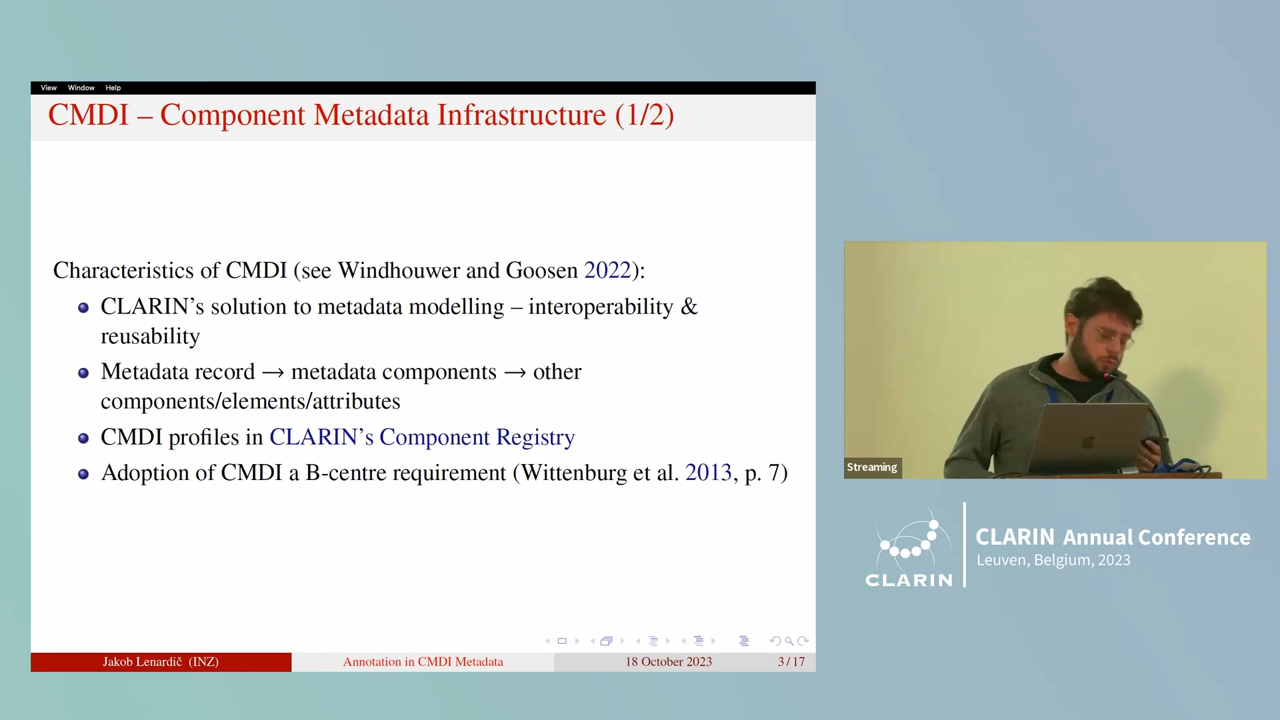 View Window Help
CMDI – Component Metadata Infrastructure (1/2)
Characteristics of CMDI (see Windhouwer and Goosen 2022):
CLARIN's solution to metadata modelling – interoperability &
reusability
Metadata record → metadata components → other
components/elements/attributes
CMDI profiles in CLARIN's Component Registry
Adoption of CMDI a B-centre requirement (Wittenburg et al. 2013, p. 7)
Jakob Lenardič (INZ) Annotation in CMDI Metadata 18 October 2023 3 / 17
Streaming
CLARIN
CLARIN Annual Conference
Leuven, Belgium, 2023